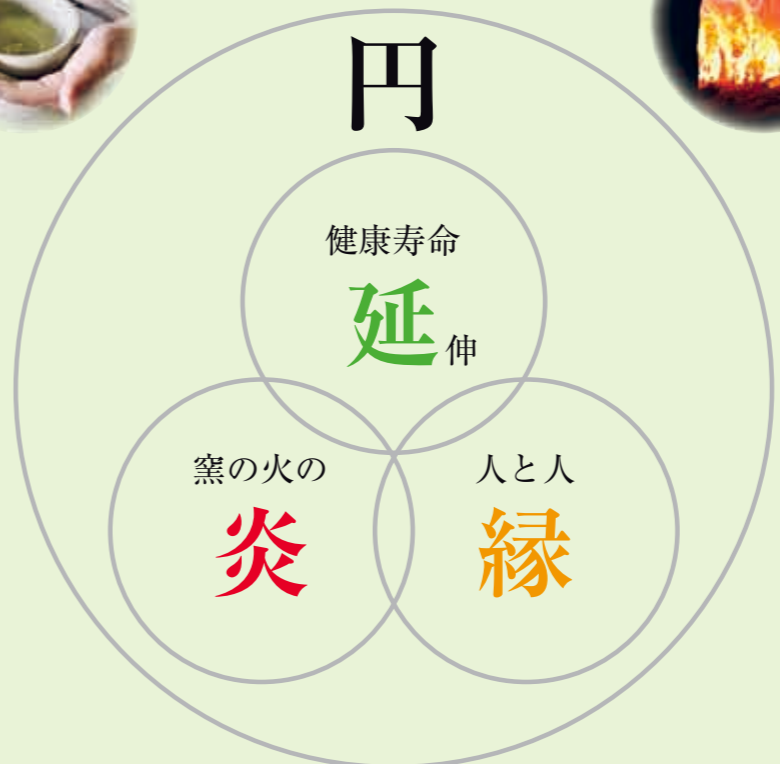 円
健康寿命
延伸
窯の火の
炎
人と人
縁